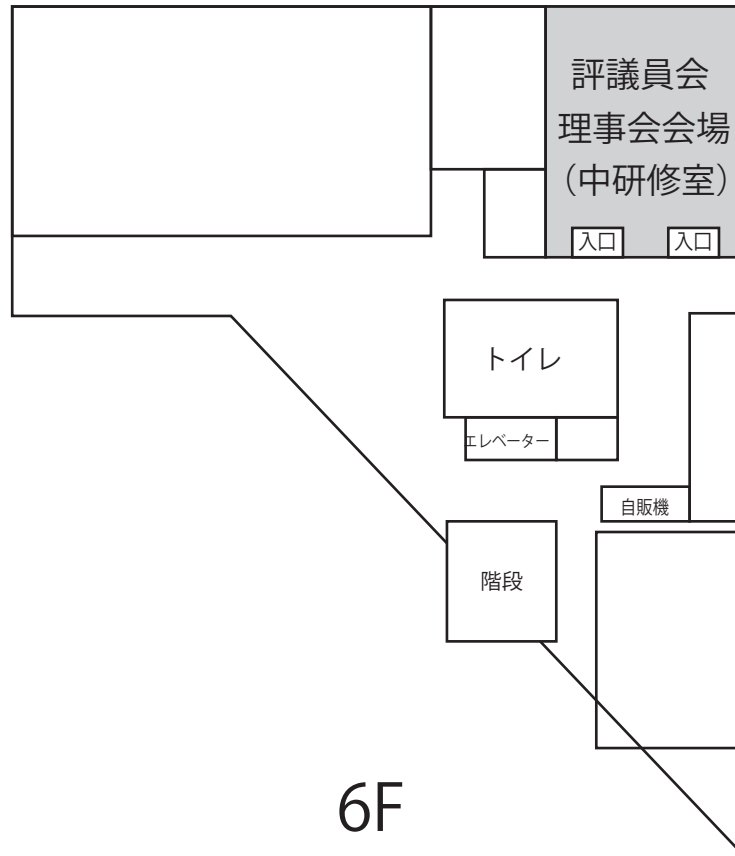 評議員会
理事会会場
（中研修室）
入口
入口
トイレ
エレベーター
自販機
階段
6F